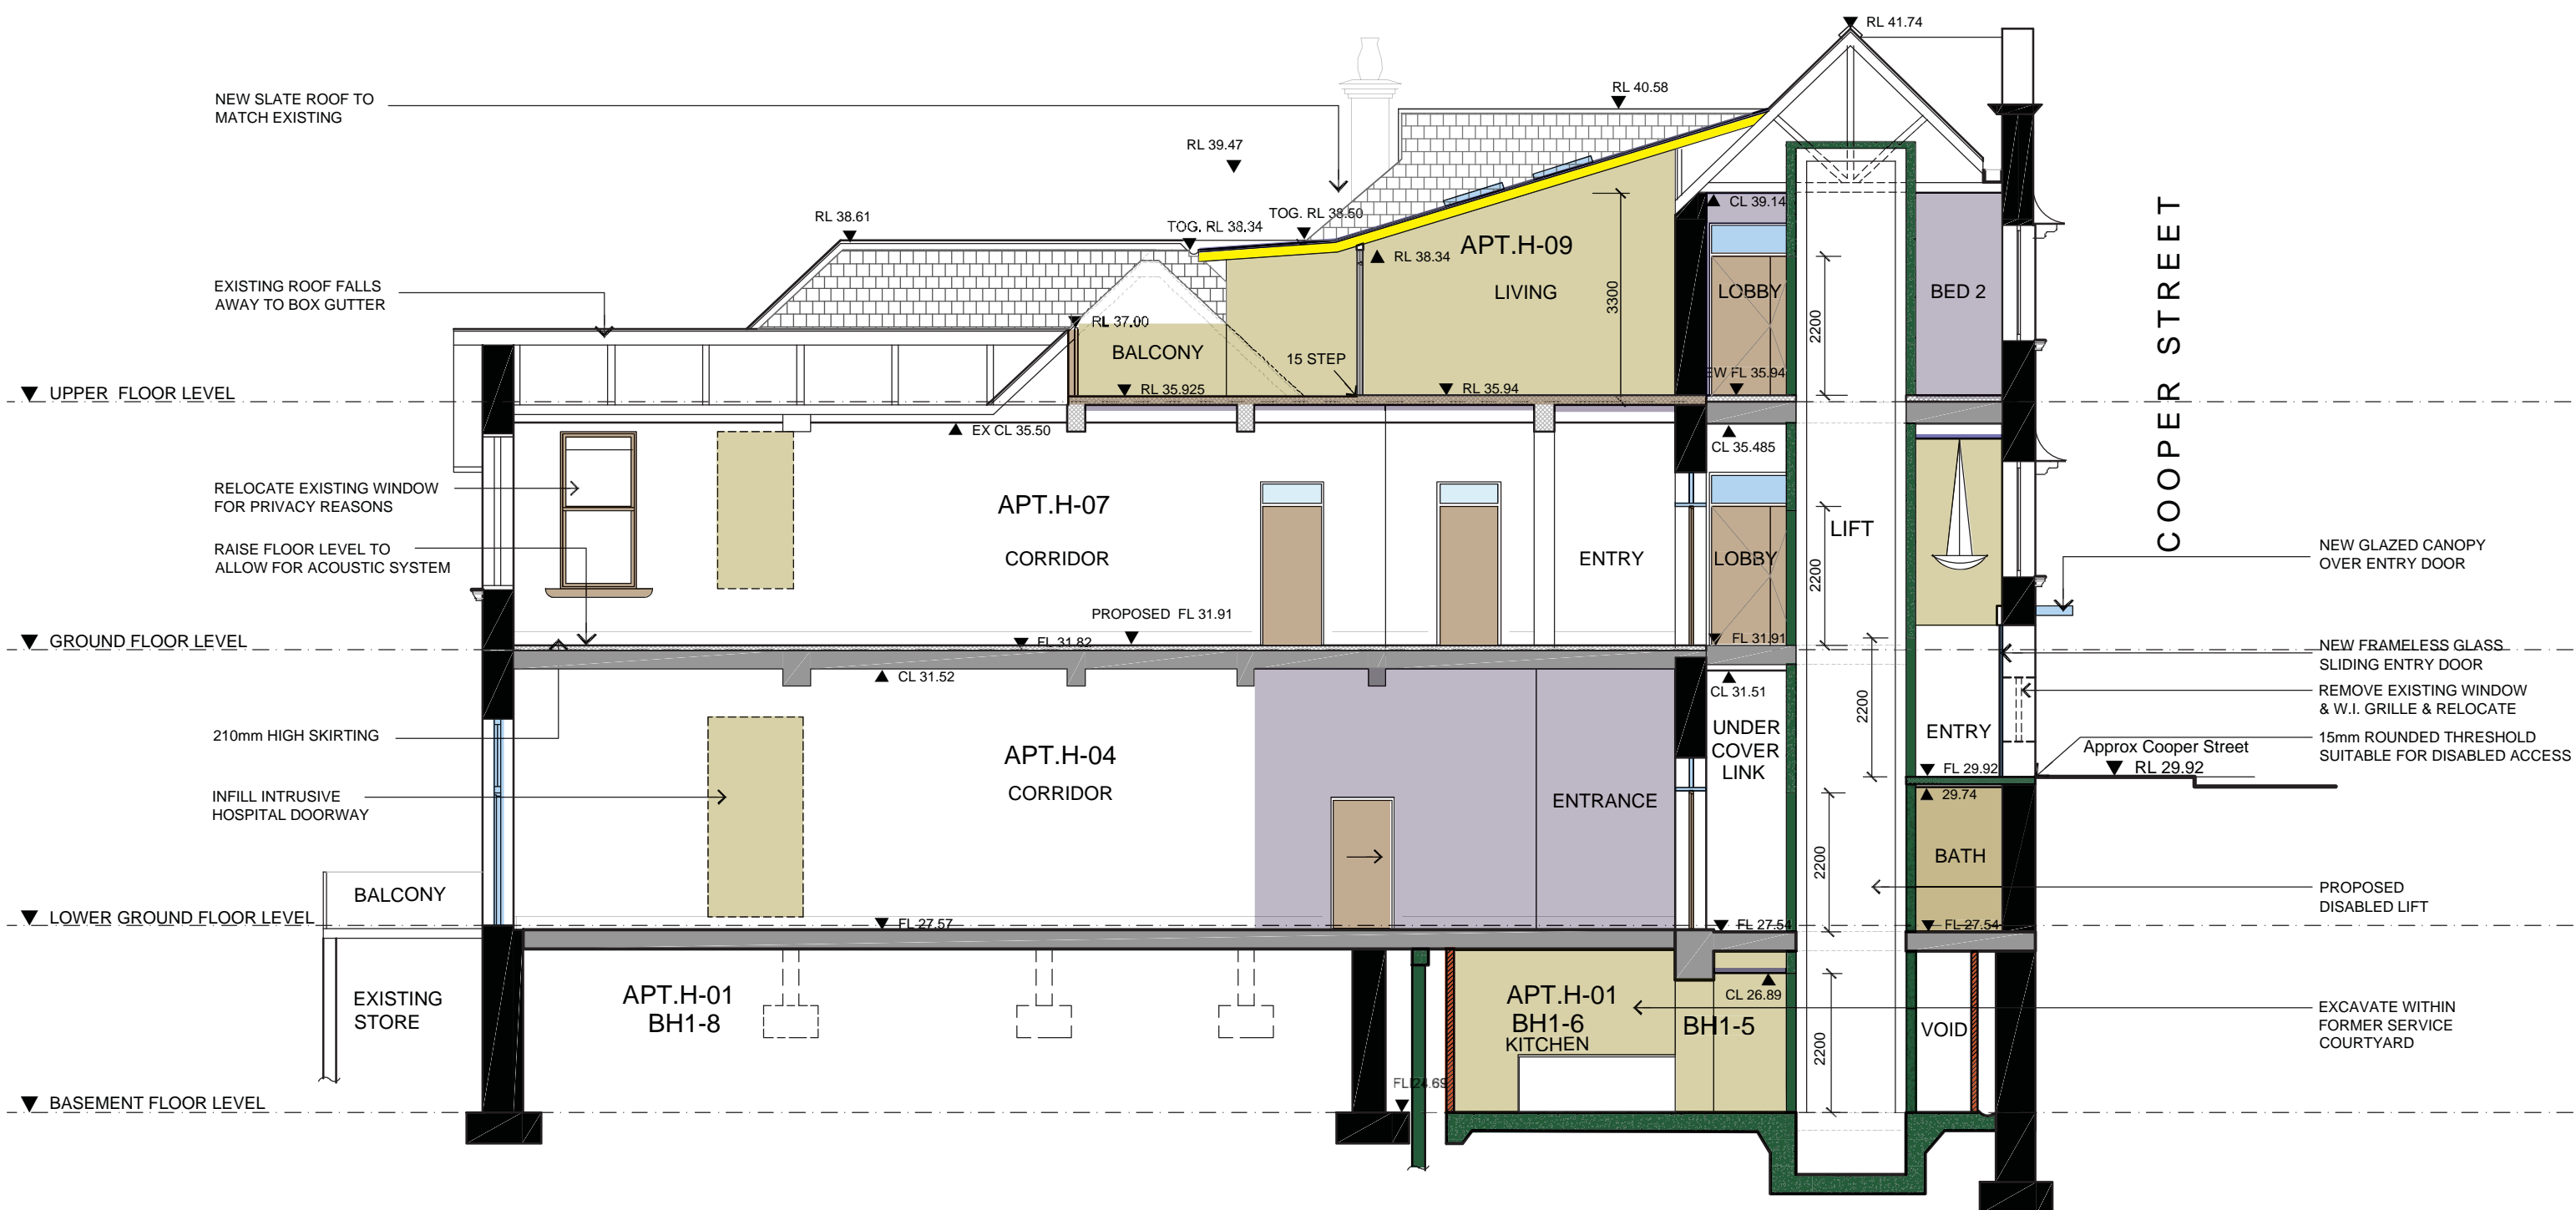 RL 41.74
RL 40.58
NEW SLATE ROOF TO
MATCH EXISTING
RL 39.47
CL 39.14
RL 38.61
TOG. RL 38.34
TOG. RL 38.50
APT.H-09
LIVING
RL 38.34
3300
LOBBY
2200
BED 2
COOPER STREET
EXISTING ROOF FALLS
AWAY TO BOX GUTTER
RL 37.00
BALCONY
15 STEP
RL 35.925
RL 35.94
EW FL 35.94
UPPER FLOOR LEVEL
EX CL 35.50
CL 35.485
RELOCATE EXISTING WINDOW
FOR PRIVACY REASONS
APT.H-07
CORRIDOR
ENTRY
LOBBY
2200
LIFT
RAISE FLOOR LEVEL TO
ALLOW FOR ACOUSTIC SYSTEM
NEW GLAZED CANOPY
OVER ENTRY DOOR
PROPOSED FL 31.91
GROUND FLOOR LEVEL
FL 31.82
FL 31.91
NEW FRAMELESS GLASS
SLIDING ENTRY DOOR
CL 31.52
CL 31.51
REMOVE EXISTING WINDOW
& W.I. GRILLE & RELOCATE
210mm HIGH SKIRTING
APT.H-04
CORRIDOR
UNDER
COVER
LINK
2200
ENTRY
Approx Cooper Street
RL 29.92
15mm ROUNDED THRESHOLD
SUITABLE FOR DISABLED ACCESS
FL 29.92
29.74
INFILL INTRUSIVE
HOSPITAL DOORWAY
ENTRANCE
2200
BATH
BALCONY
PROPOSED
DISABLED LIFT
LOWER GROUND FLOOR LEVEL
FL 27.57
FL 27.54
FL 27.54
EXISTING
STORE
APT.H-01
BH1-8
APT.H-01
BH1-6
KITCHEN
CL 26.89
BH1-5
2200
VOID
EXCAVATE WITHIN
FORMER SERVICE
COURTYARD
FL 24.69
BASEMENT FLOOR LEVEL